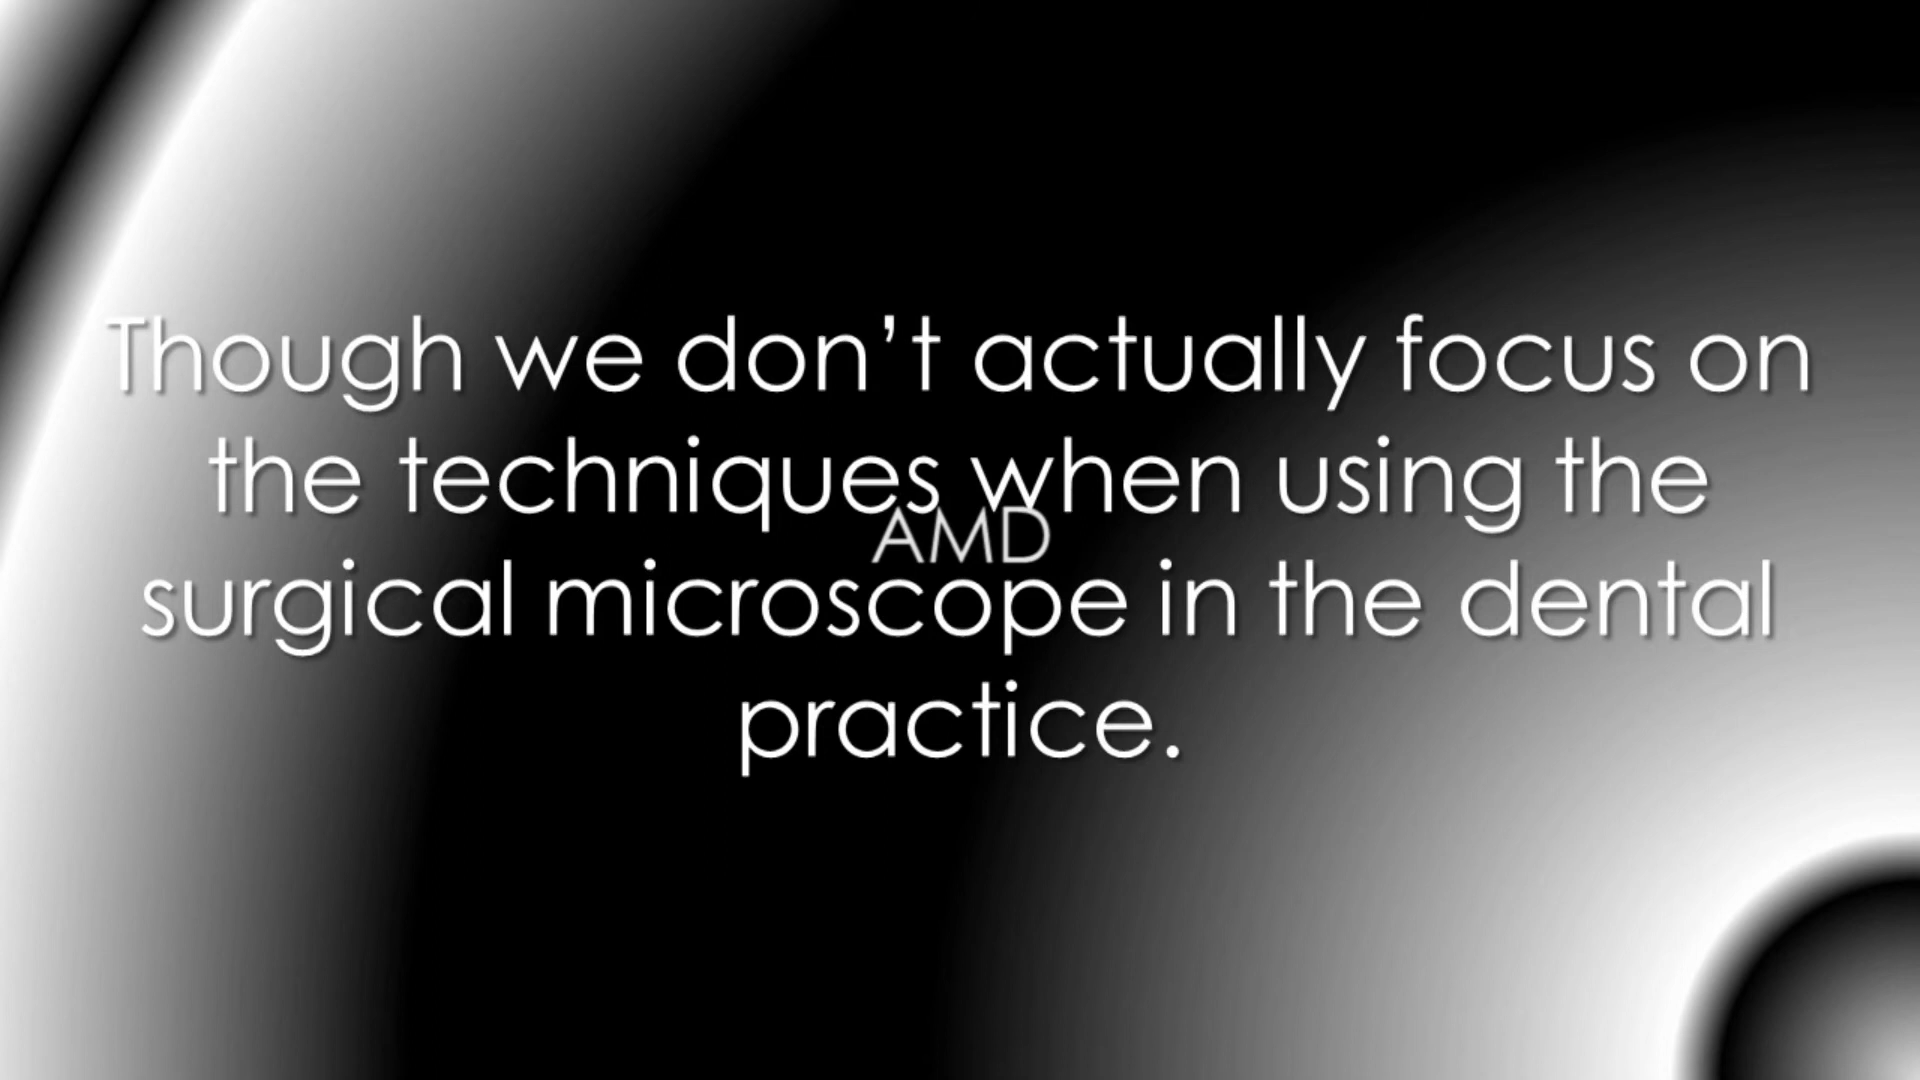 Though we don’t actually focus on
the techniques when using the
AMD
surgical microscope in the dental
practice.